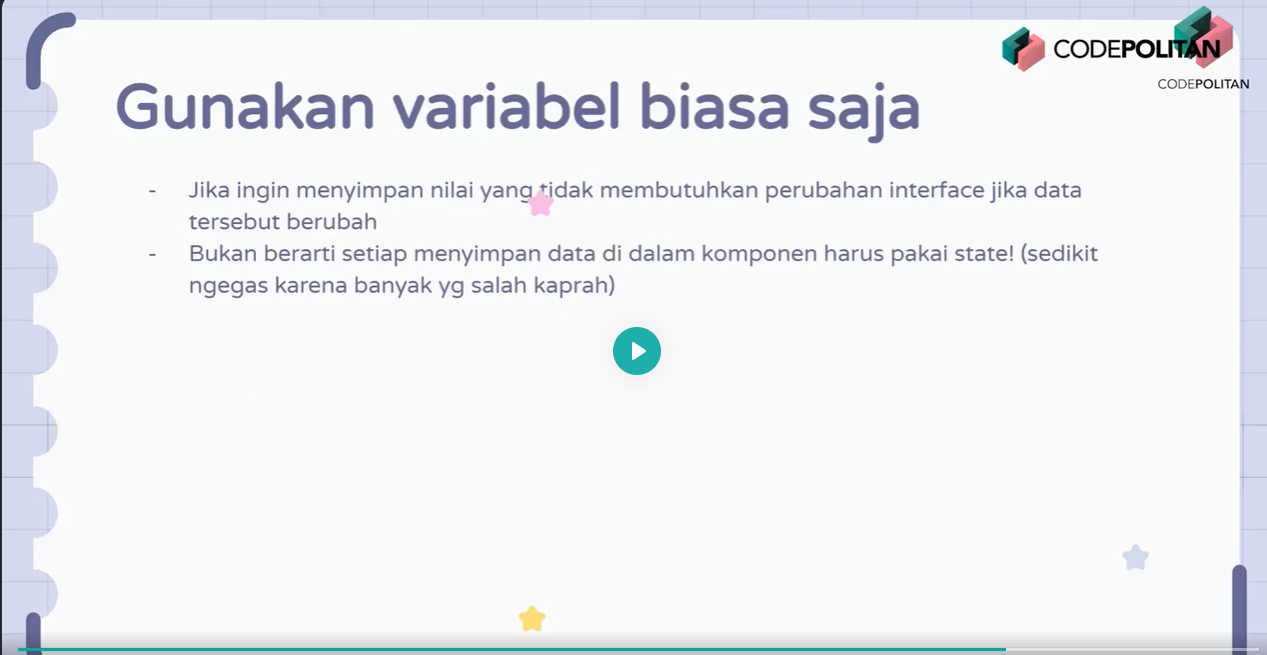 CODEPOLITAN
CODEPOLITAN
Gunakan variabel biasa saja
- Jika ingin menyimpan nilai yang tidak membutuhkan perubahan interface jika data
tersebut berubah
- Bukan berarti setiap menyimpan data di dalam komponen harus pakai state! (sedikit
ngegas karena banyak yg salah kaprah)